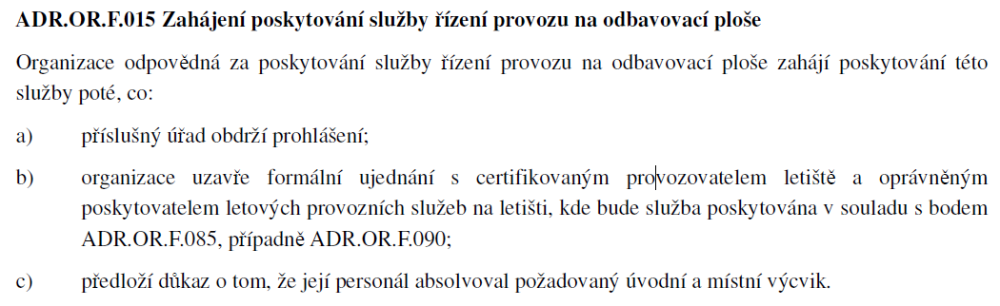 ADR.OR.F.015 Zahájení poskytování služby řízení provozu na odbavovací ploše
Organizace odpovědná za poskytování služby řízení provozu na odbavovací ploše zahájí poskytování této
služby poté, co:
a) příslušný úřad obdrží prohlášení;
b) organizace uzavře formální ujednání s certifikovaným provozovatelem letiště a oprávněným
poskytovatelem letových provozních služeb na letišti, kde bude služba poskytována v souladu s bodem
ADR.OR.F.085, případně ADR.OR.F.090;
c) předloží důkaz o tom, že její personál absolvoval požadovaný úvodní a místní výcvik.